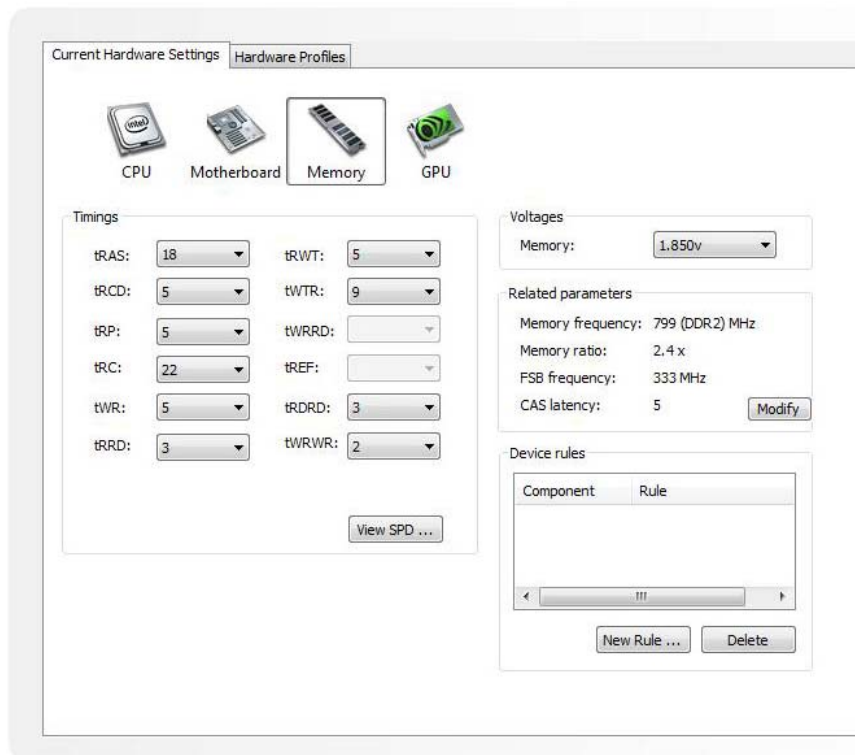 Current Hardware Settings Hardware Profiles
intel
CPU Motherboard Memory GPU
Timings
tRAS: 18 tRWT: 5
tRCD: 5 tWTR: 9
tRP: 5 tWRRD:
tRC: 22 tREF:
tWR: 5 tRDRD: 3
tRRD: 3 tWRWR: 2
View SPD ...
Voltages
Memory: 1.850v
Related parameters
Memory frequency: 799 (DDR2) MHz
Memory ratio: 2.4 x
FSB frequency: 333 MHz
CAS latency: 5 Modify
Device rules
Component Rule
New Rule ... Delete